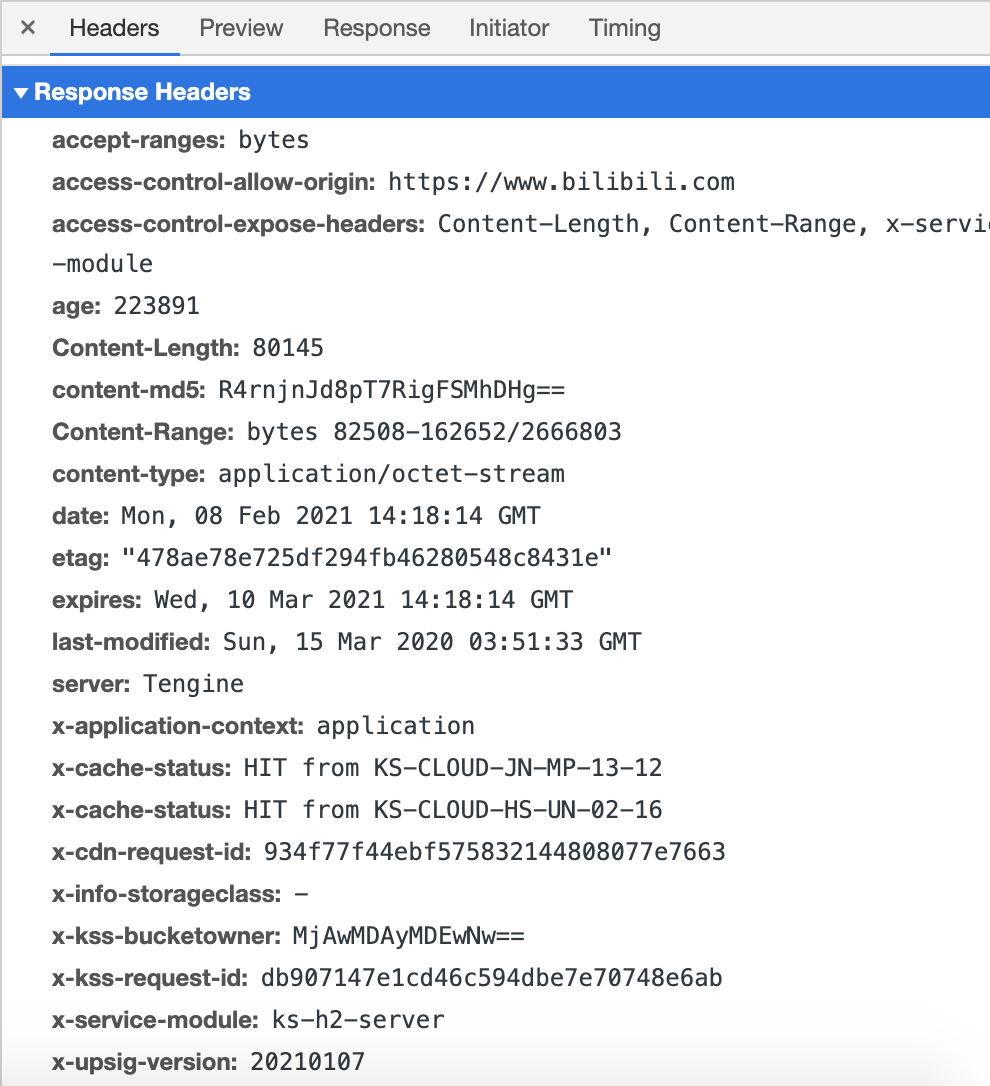 × Headers Preview Response Initiator Timing
▼Response Headers
accept-ranges: bytes
access-control-allow-origin: https://www.bilibili.com
access-control-expose-headers: Content-Length, Content-Range,
-module
age: 223891
Content-Length: 80145
content-md5: R4rnjnJd8pT7RigFSMhDHg==
Content-Range: bytes 82508-162652/2666803
content-type: application/octet-stream
date: Mon, 08 Feb 2021 14:18:14 GMT
etag: "478ae78e725df294fb46280548c8431e"
expires: Wed, 10 Mar 2021 14:18:14 GMT
last-modified: Sun, 15 Mar 2020 03:51:33 GMT
server: Tengine
x-application-context: application
x-cache-status: HIT from KS-CLOUD-JN-MP-13-12
x-cache-status: HIT from KS-CLOUD-HS-UN-02-16
x-cdn-request-id: 934f77f44ebf575832144808077e7663
x-info-storageclass: -
x-kss-bucketowner: MjAwMDAyMDEwNw==
x-kss-request-id: db907147e1cd46c594dbe7e70748e6ab
x-service-module: ks-h2-server
x-upsig-version: 20210107